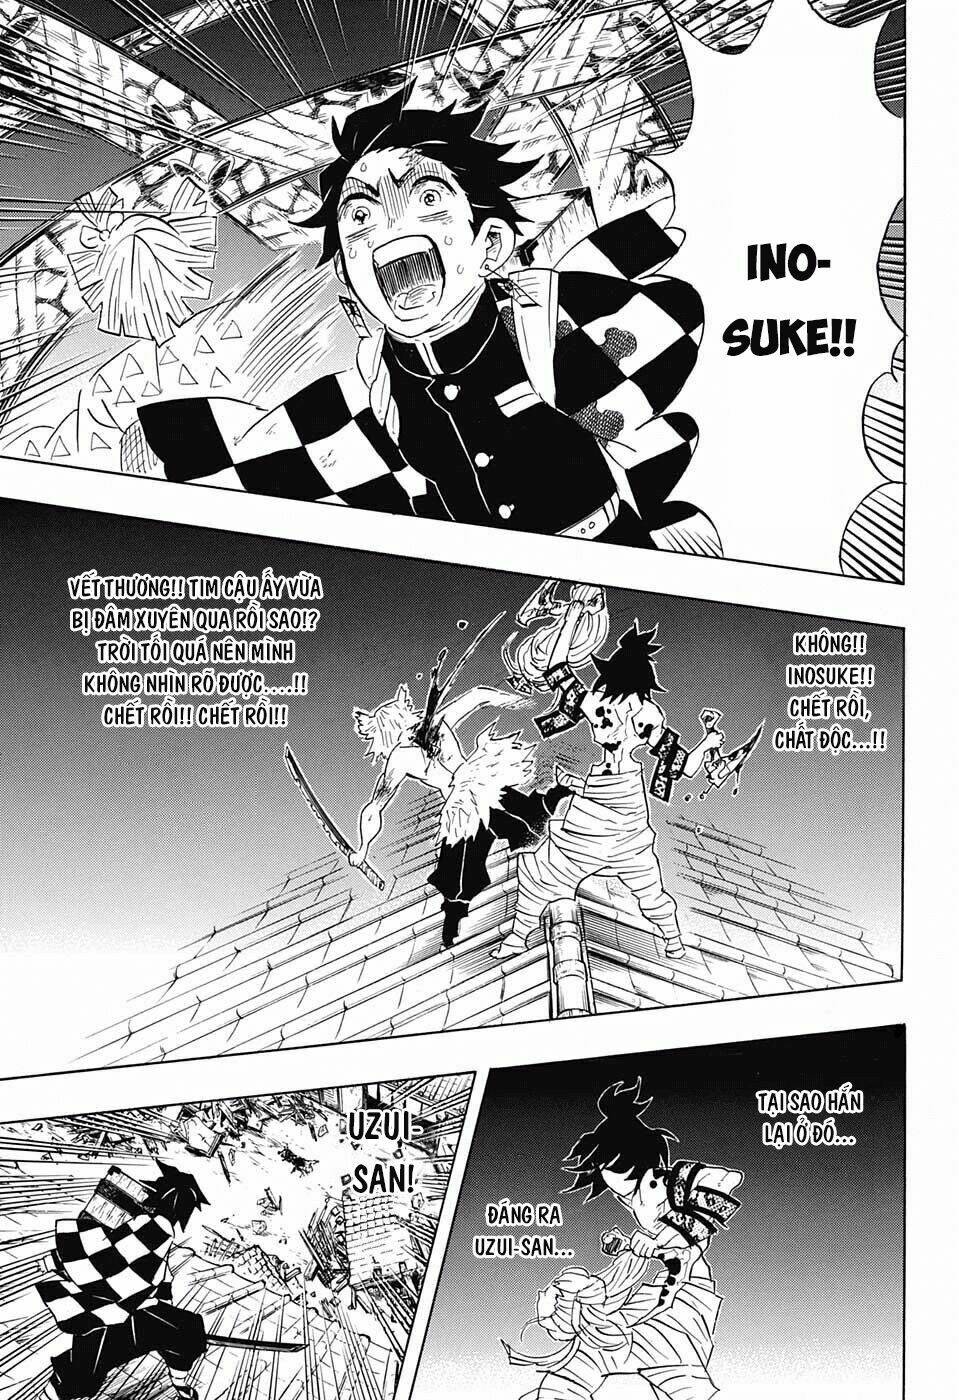 INO-
SUKE!!
KHÔNG!!
INOSUKE!!
CHẾT RỒI,
CHẤT ĐỘC...!!
VẾT THƯƠNG!! TIM CẬU ẤY VỪA
BỊ ĐÂM XUYÊN QUA RỒI SAO!?
TRỜI TỐI QUÁ NÊN MÌNH
KHÔNG NHÌN RÕ ĐƯỢC....!!
CHẾT RỒI!! CHẾT RỒI!!
TẠI SAO HẮN
LẠI Ở ĐÓ...
ĐÁNG RA
UZUI-SAN...
UZUI-
SAN!